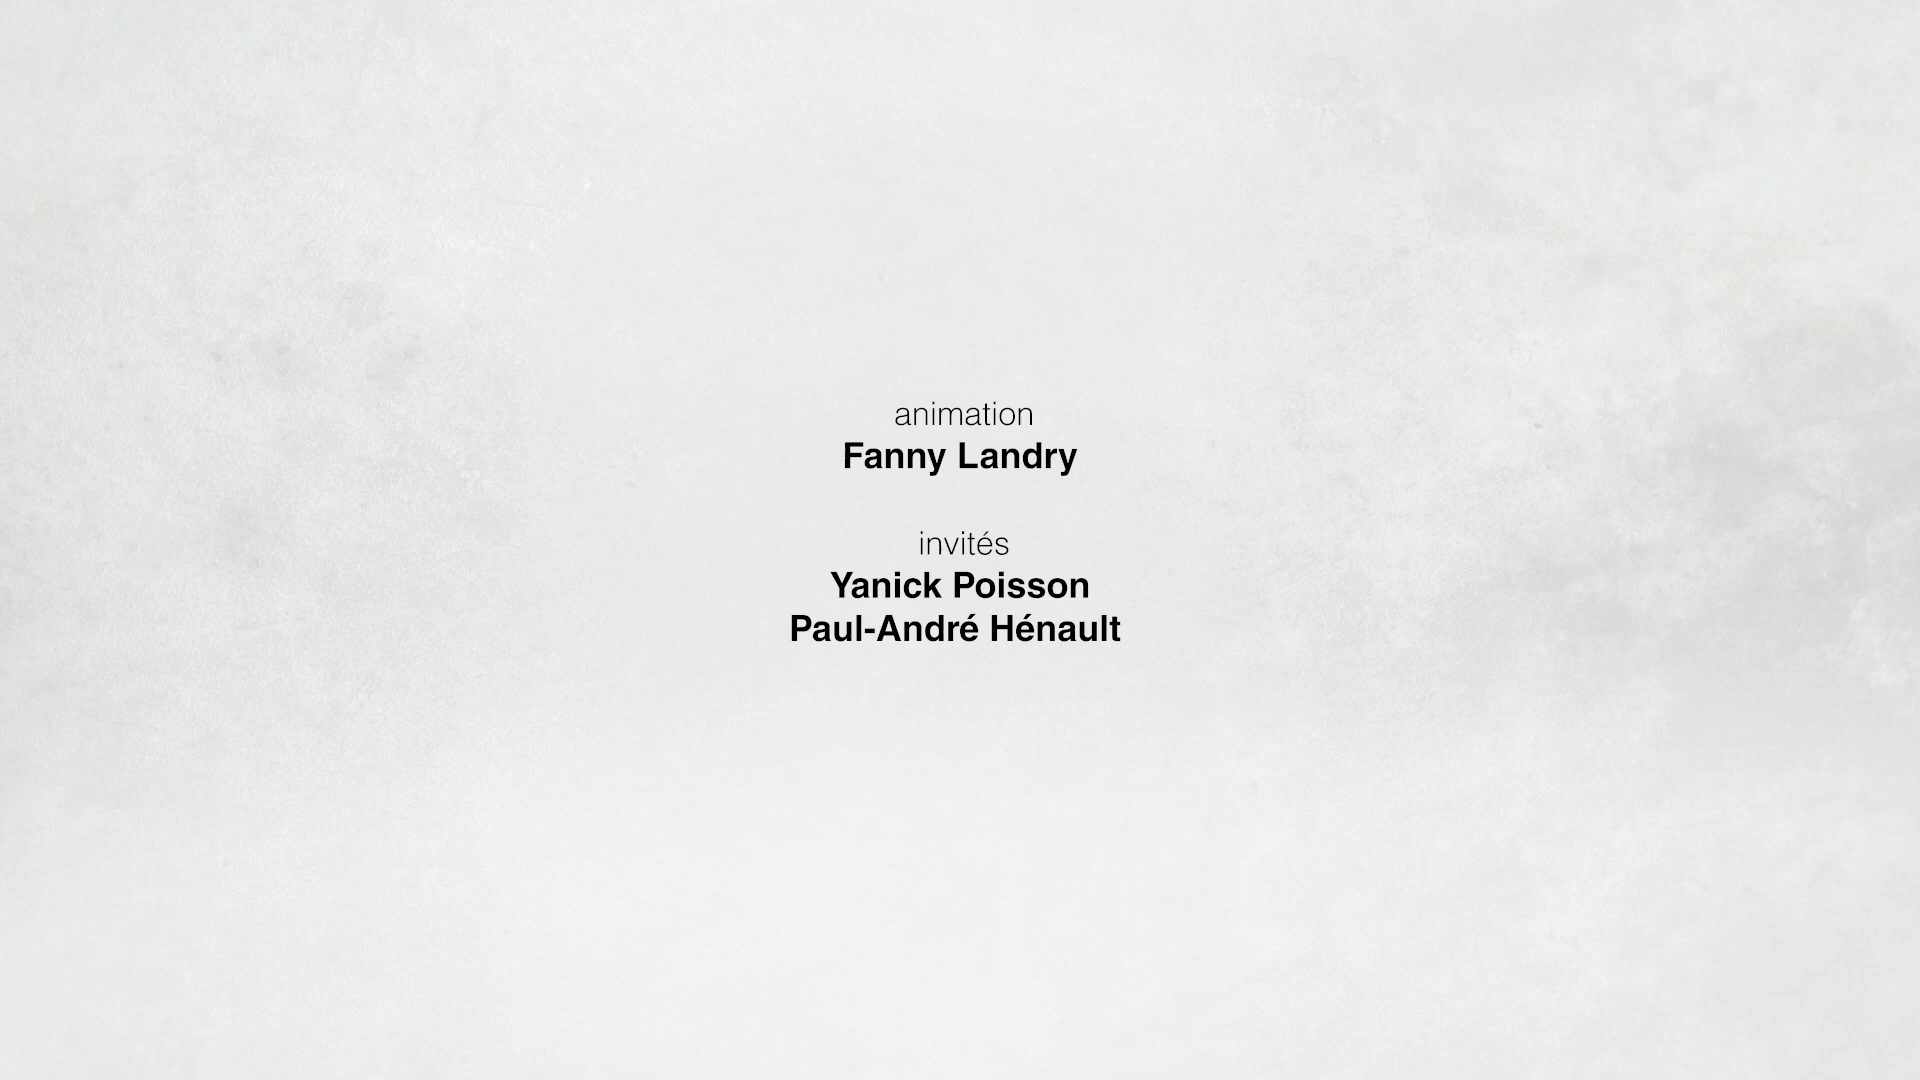 animation
Fanny Landry
invités
Yanick Poisson
Paul-André Hénault